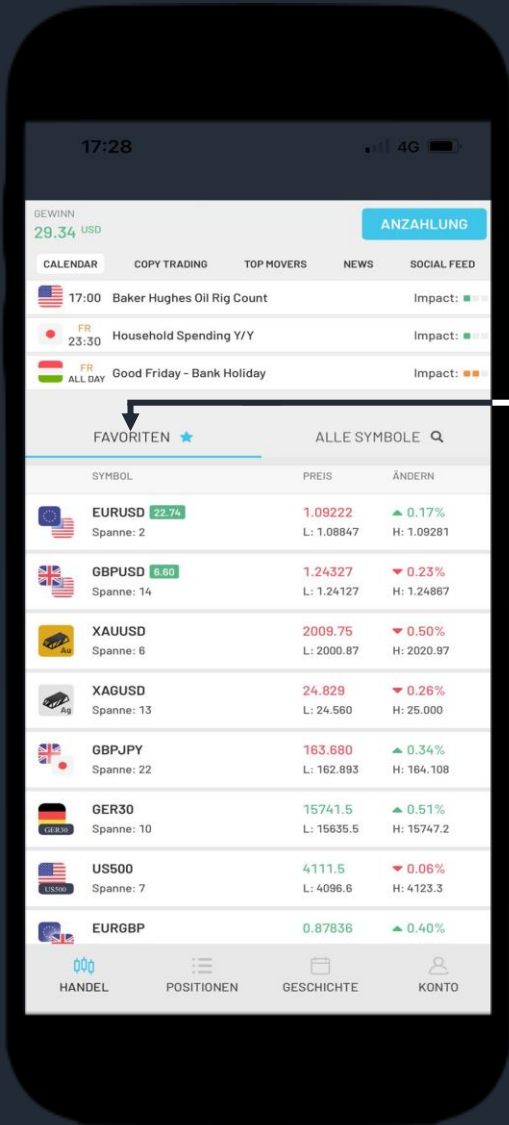 17:28 4G
GEWINN
29.34 USD
ANZAHLUNG
CALENDAR COPY TRADING TOP MOVERS NEWS SOCIAL FEED
17:00 Baker Hughes Oil Rig Count Impact:
FR
23:30 Household Spending Y/Y Impact:
FR
ALL DAY Good Friday - Bank Holiday Impact:
FAVORITEN ALLE SYMBOLE
SYMBOL PREIS ÄNDERN
EURUSD 22.74 1.09222 0.17%
Spanne: 2 L: 1.08847 H: 1.09281
GBPUSD 6.60 1.24327 0.23%
Spanne: 14 L: 1.24127 H: 1.24867
XAUUSD 2009.75 0.50%
Au Spanne: 6 L: 2000.87 H: 2020.97
XAGUSD 24.829 0.26%
Ag Spanne: 13 L: 24.560 H: 25.000
GBPJPY 163.680 0.34%
Spanne: 22 L: 162.893 H: 164.108
GER30 15741.5 0.51%
GER30 Spanne: 10 L: 15635.5 H: 15747.2
US500 4111.5 0.06%
US500 Spanne: 7 L: 4096.6 H: 4123.3
EURGBP 0.87836 0.40%
HANDEL POSITIONEN GESCHICHTE KONTO